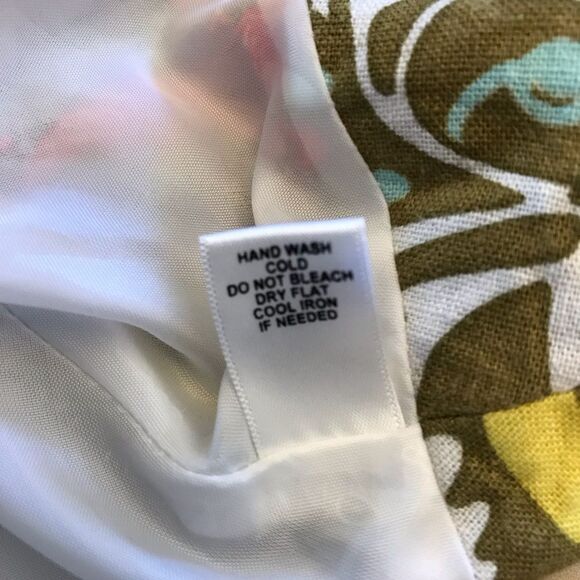 HAND WASH
COLD
DO NOT BLEACH
DRY FLAT
COOL IRON
IF NEEDED